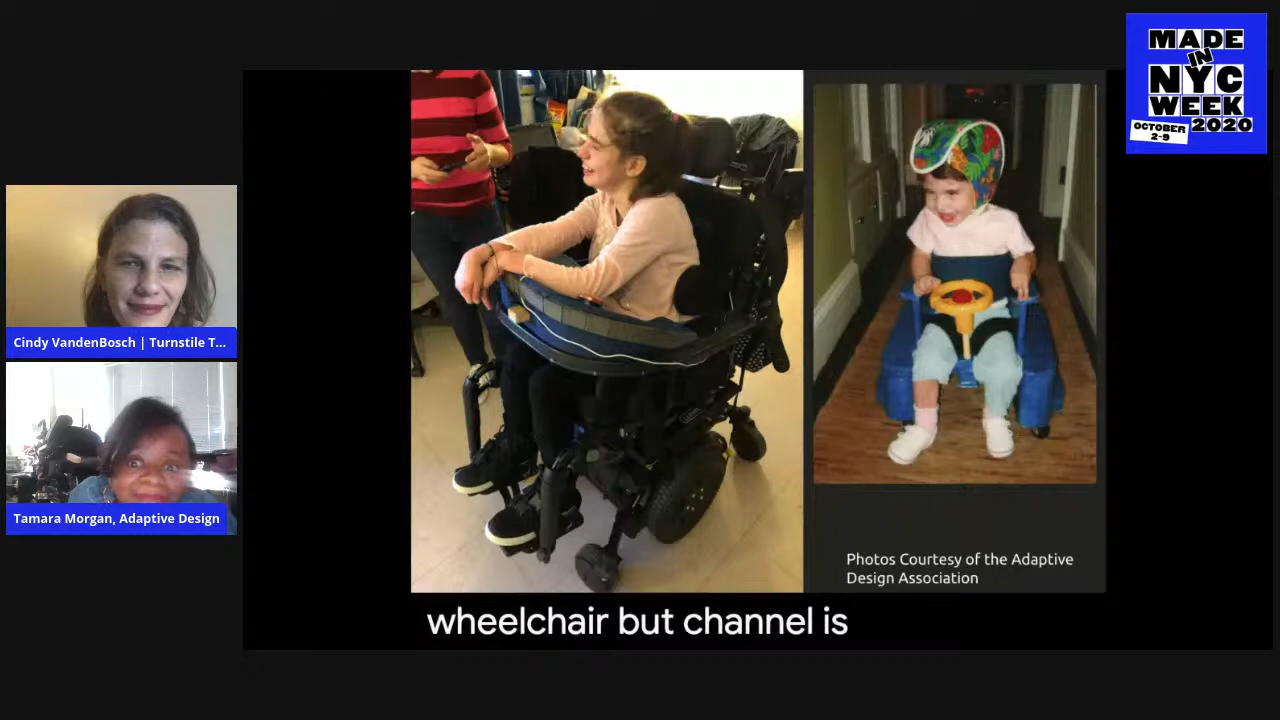 MADE
IN
NYC
WEEK
2020
OCTOBER
2-9
Cindy VandenBosch | Turnstile T...
Tamara Morgan, Adaptive Design
Photos Courtesy of the Adaptive
Design Association
wheelchair but channel is